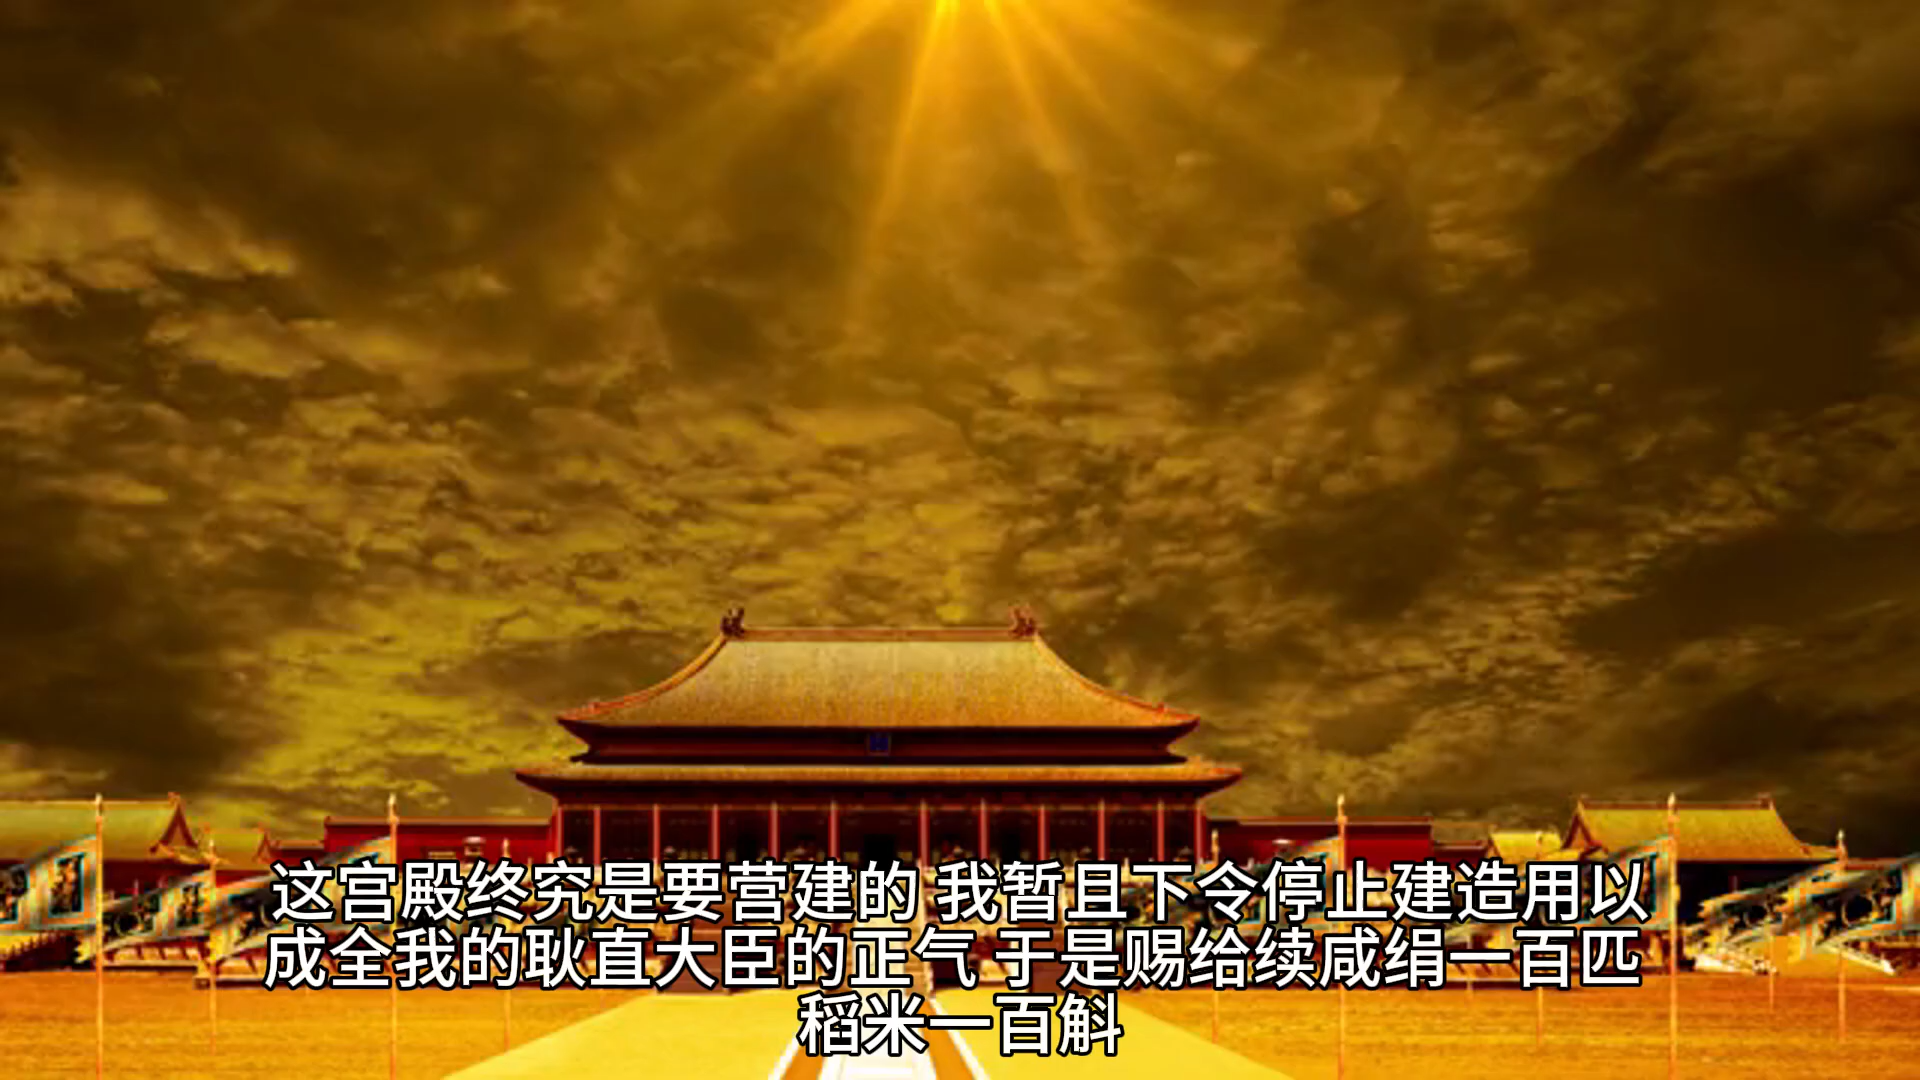 这宫殿终究是要营建的 我暂且下令停止建造用以
成全我的耿直大臣的正气 于是赐给续咸绢一百匹
稻米一百斛